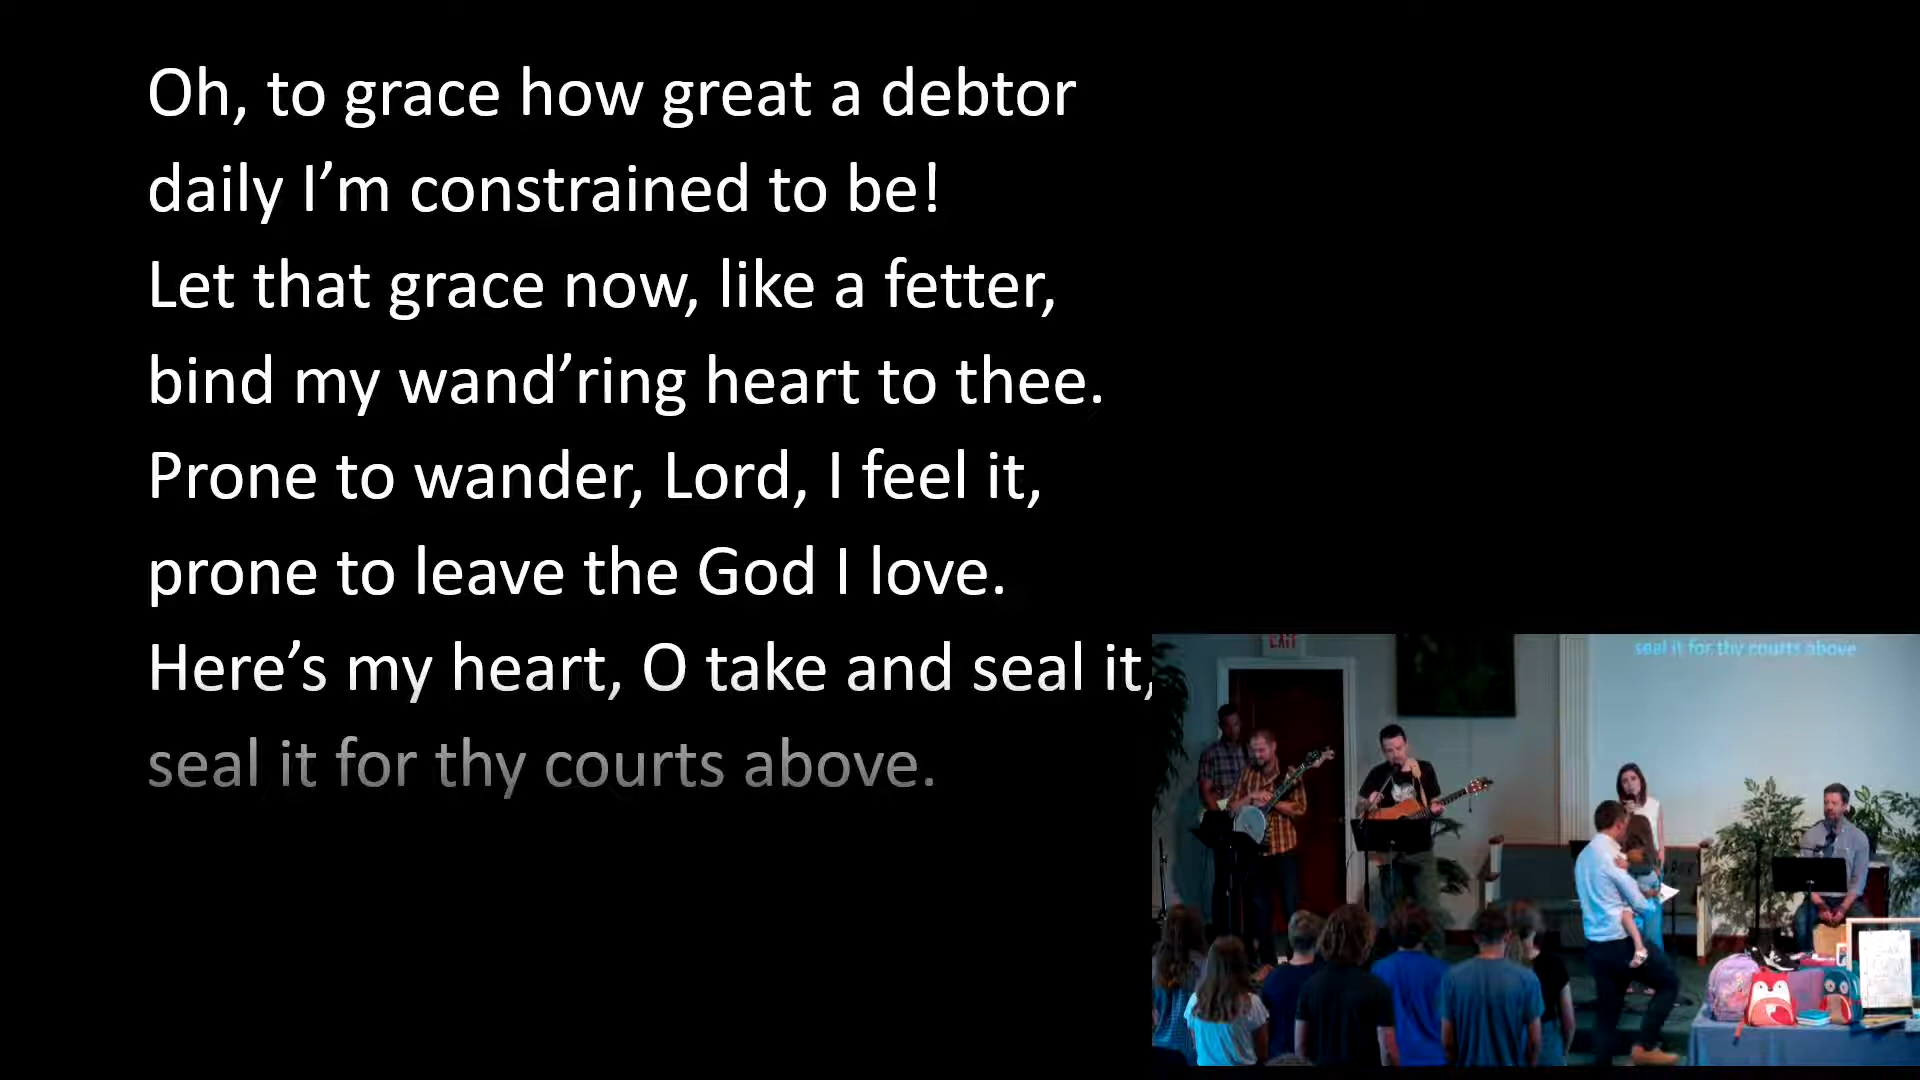 Oh, to grace how great a debtor
daily I’m constrained to be!
Let that grace now, like a fetter,
bind my wand’ring heart to thee.
Prone to wander, Lord, I feel it,
prone to leave the God I love.
Here’s my heart, O take and seal it,
seal it for thy courts above.
EXIT
seal it for thy courts above